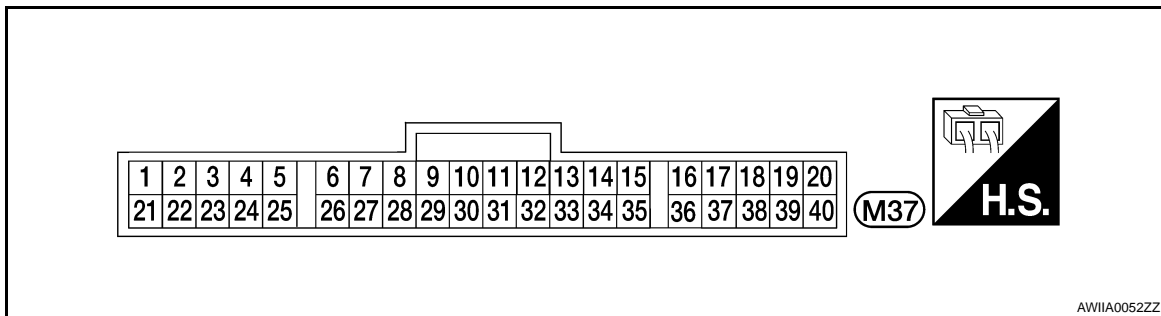 1 2 3 4 5 6 7 8 9 10 11 12 13 14 15 16 17 18 19 20
21 22 23 24 25 26 27 28 29 30 31 32 33 34 35 36 37 38 39 40
M37
H.S.
AWIIA0052ZZ